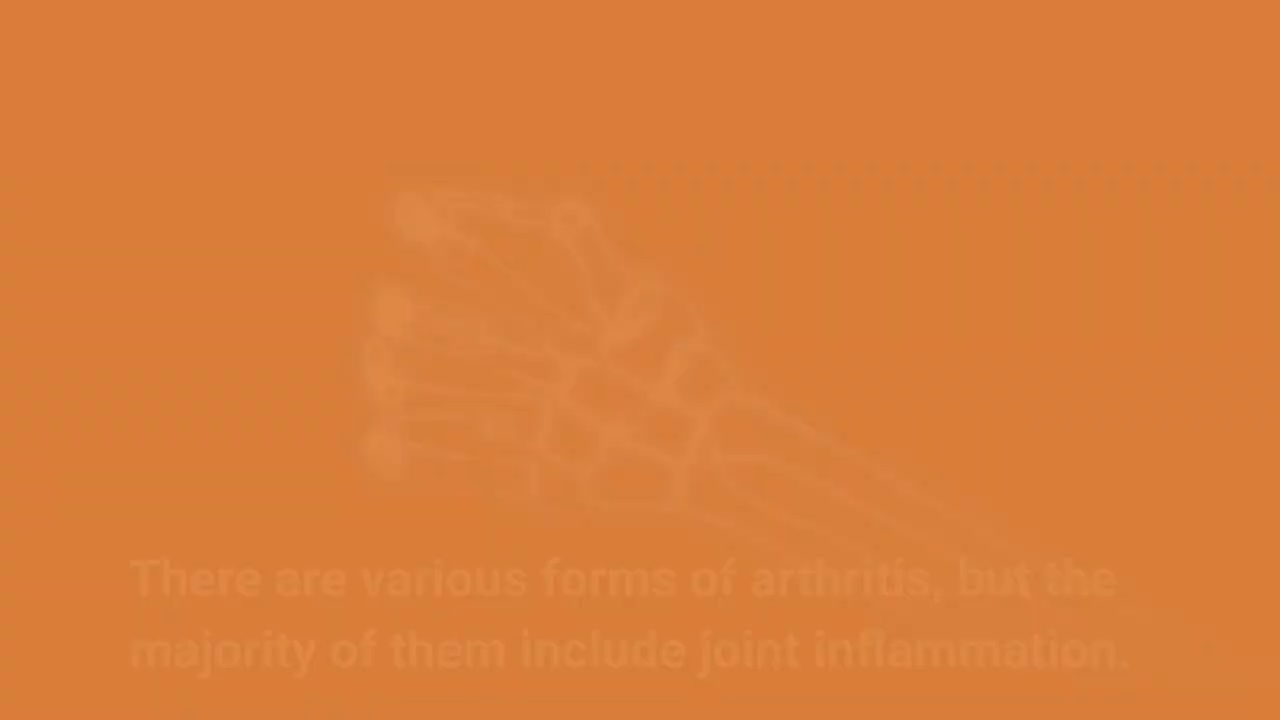 There are various forms of arthritis, but the
majority of them include joint inflammation.